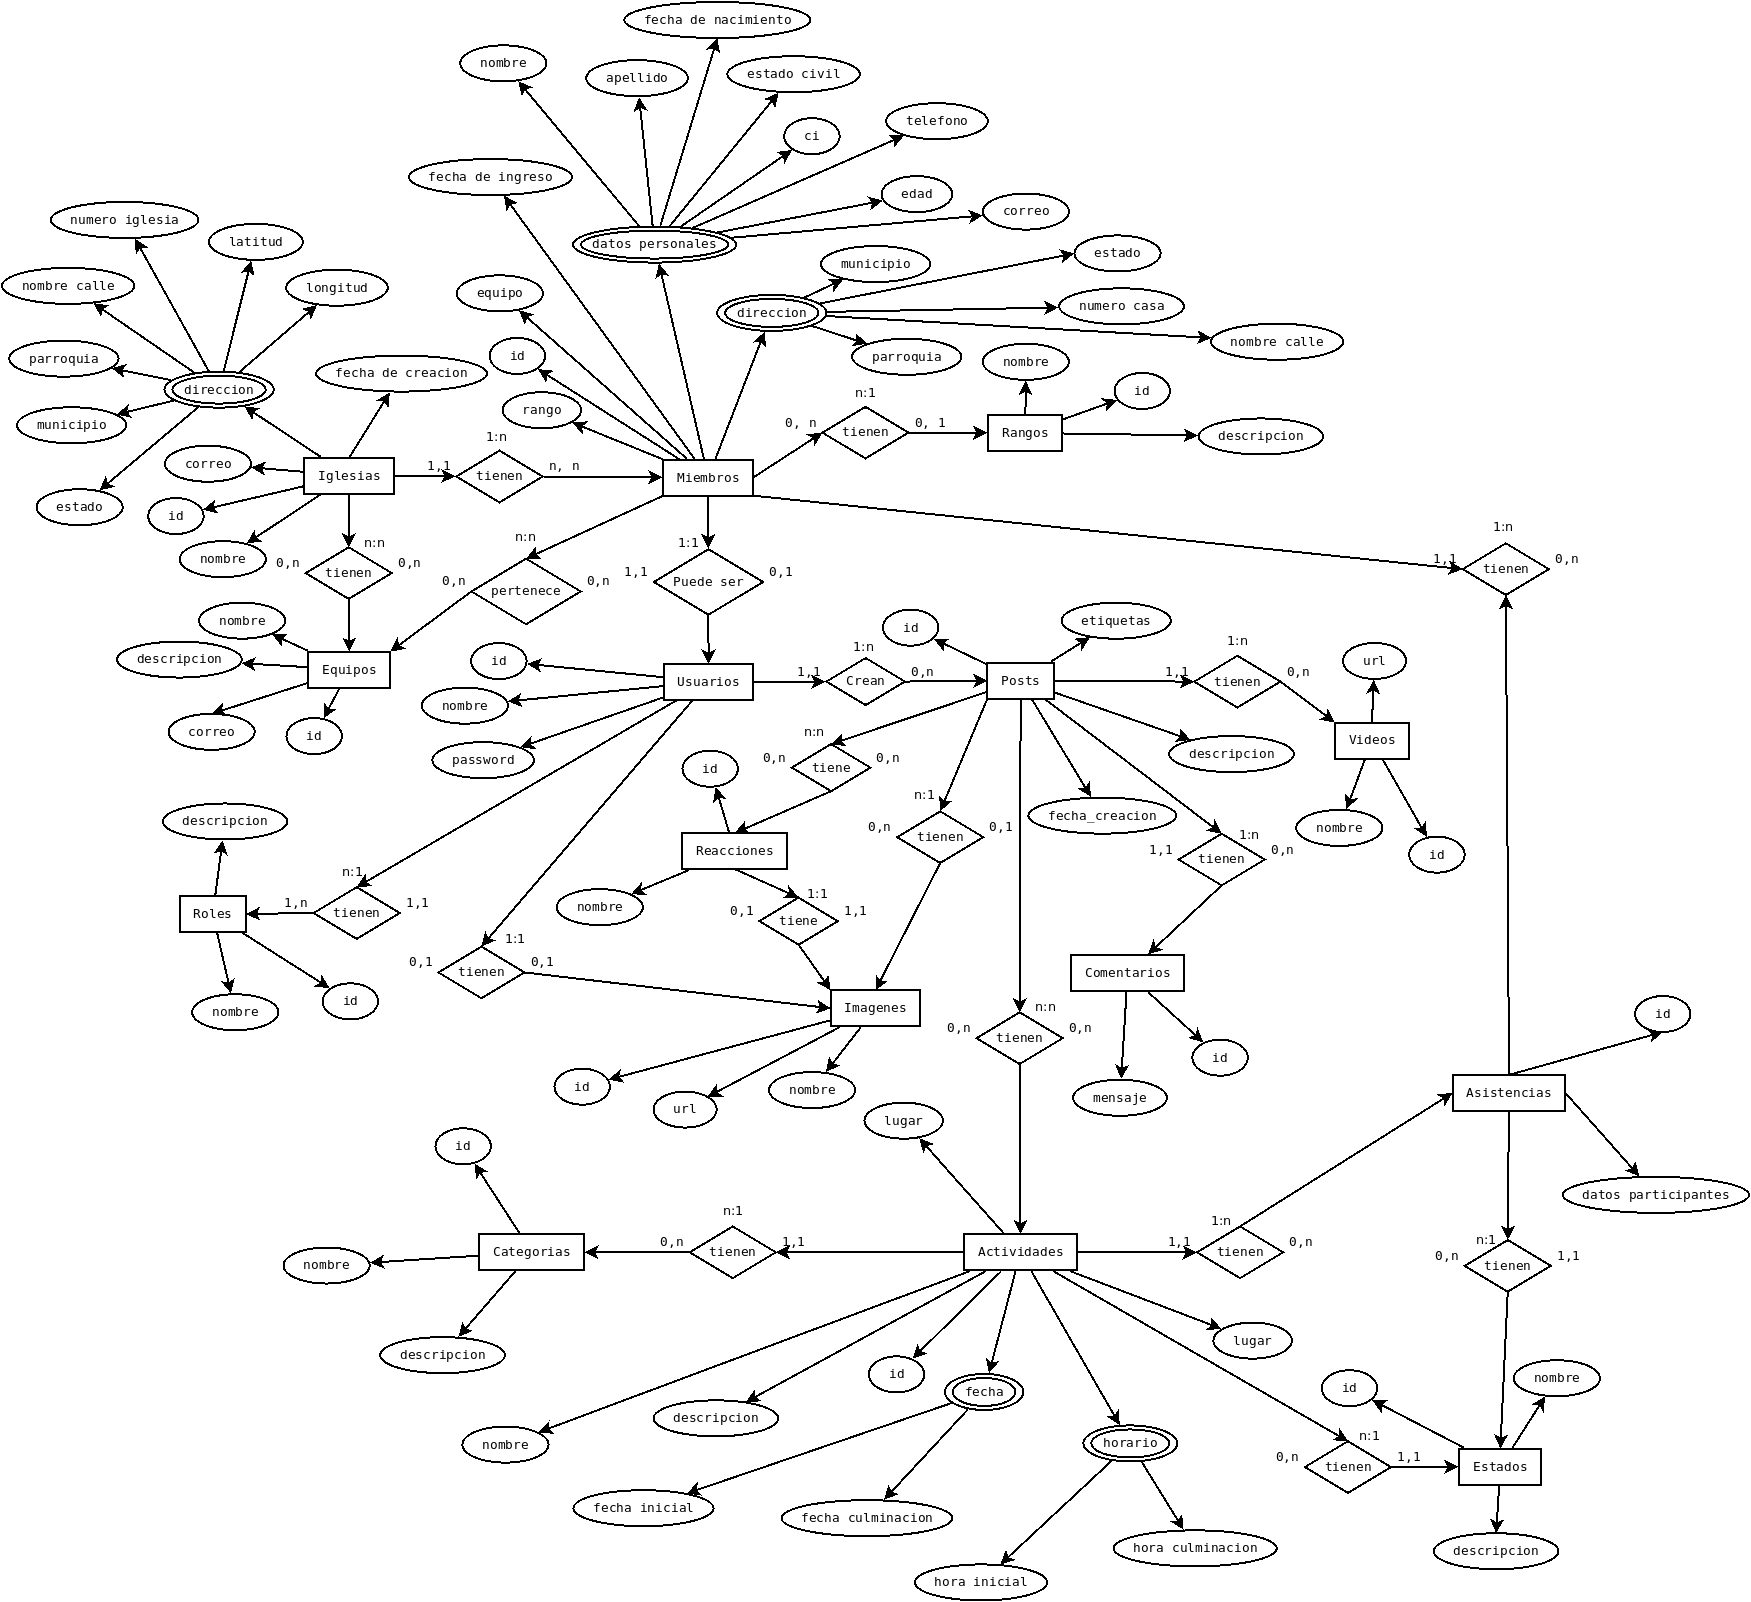 fecha de nacimiento
nombre
apellido
estado civil
telefono
ci
fecha de ingreso
edad
correo
numero iglesia
latitud
datos personales
municipio
estado
nombre calle
longitud
equipo
direccion
numero casa
nombre calle
parroquia
id
parroquia
nombre
fecha de creacion
direccion
id
municipio
rango
n:1
0, n
tienen
0, 1
Rangos
descripcion
1:n
correo
1,1
tienen
n, n
Iglesias
Miembros
estado
id
nombre
n:n
0,n
tienen
0,n
n:n
0,n
pertenece
0,n
1:1
1,1
Puede ser
0,1
1:n
1,1
tienen
0,n
nombre
descripcion
Equipos
correo
id
id
nombre
password
Usuarios
1:n
1,1
Crean
0,n
id
etiquetas
Posts
1:n
1,1
tienen
0,n
url
Videos
nombre
id
descripcion
n:n
0,n
tiene
0,n
id
Reacciones
nombre
n:1
0,n
tienen
0,1
fecha_creacion
1:n
1,1
tienen
0,n
descripcion
Roles
1,n
n:1
tienen
1,1
nombre
id
1:1
0,1
tienen
0,1
1:1
0,1
tiene
1,1
Imagenes
id
url
nombre
Comentarios
mensaje
id
n:n
0,n
tienen
0,n
id
Asistencias
datos participantes
lugar
id
nombre
Categorias
descripcion
n:1
0,n
tienen
1,1
Actividades
1:n
1,1
tienen
0,n
n:1
0,n
tienen
1,1
lugar
id
fecha
descripcion
nombre
horario
fecha inicial
fecha culminacion
hora inicial
hora culminacion
n:1
0,n
tienen
1,1
id
nombre
Estados
descripcion